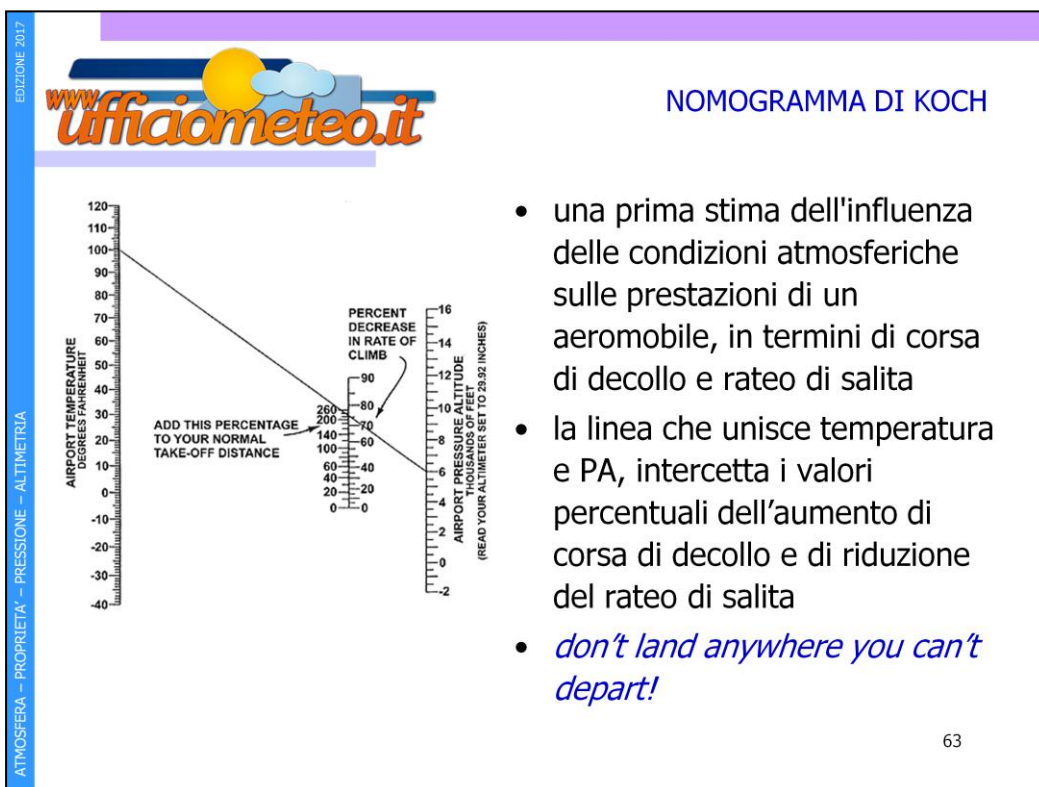 EDIZIONE 2017
www
ufficiometeo.it
NOMOGRAMMA DI KOCH
120
110
100
90
80
70
60
50
40
30
20
10
0
-10
-20
-30
-40
AIRPORT TEMPERATURE
DEGREES FAHRENHEIT
ADD THIS PERCENTAGE
TO YOUR NORMAL
TAKE-OFF DISTANCE
260
200
140
100
60
40
20
0
PERCENT
DECREASE
IN RATE OF
CLIMB
90
80
70
60
40
20
0
16
14
12
10
8
6
4
2
0
-2
AIRPORT PRESSURE ALTITUDE
THOUSANDS OF FEET
(READ YOUR ALTIMETER SET TO 29.92 INCHES)
• una prima stima dell'influenza
delle condizioni atmosferiche
sulle prestazioni di un
aeromobile, in termini di corsa
di decollo e rateo di salita
• la linea che unisce temperatura
e PA, intercetta i valori
percentuali dell’aumento di
corsa di decollo e di riduzione
del rateo di salita
• don’t land anywhere you can’t
depart!
ATMOSFERA – PROPRIETA’ – PRESSIONE – ALTIMETRIA
63